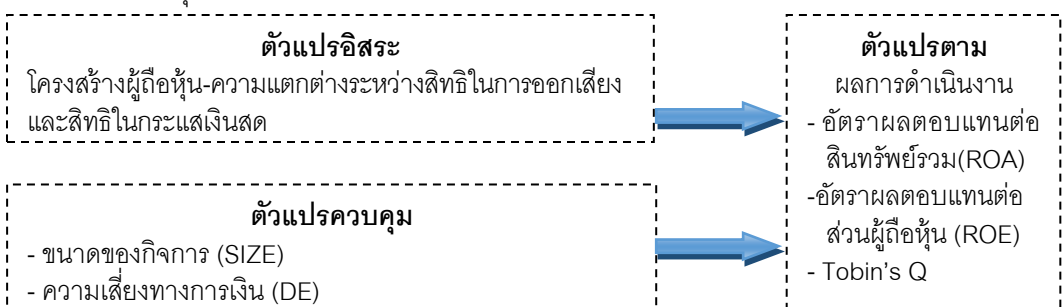 ตัวแปรอิสระ
โครงสร้างผู้ถือหุ้น-ความแตกต่างระหว่างสิทธิในการออกเสียง
และสิทธิในกระแสเงินสด
ตัวแปรควบคุม
- ขนาดของกิจการ (SIZE)
- ความเสี่ยงทางการเงิน (DE)
ตัวแปรตาม
ผลการดำเนินงาน
- อัตราผลตอบแทนต่อ
สินทรัพย์รวม(ROA)
-อัตราผลตอบแทนต่อ
ส่วนผู้ถือหุ้น (ROE)
- Tobin's Q